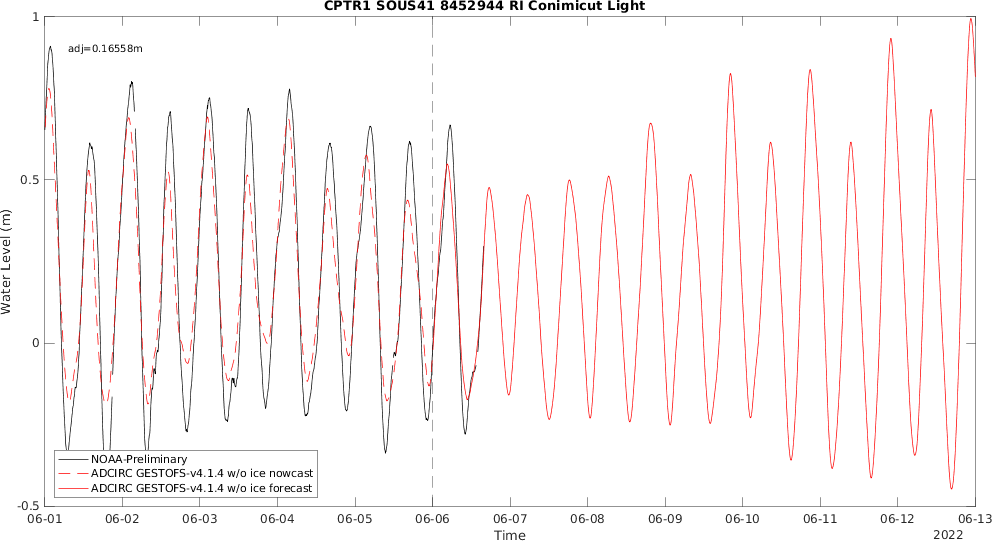 CPTR1 SOUS41 8452944 RI Conimicut Light
adj=0.16558m
1
0.5
0
-0.5
Water Level (m)
NOAA-Preliminary
ADCIRC GESTOFS-v4.1.4 w/o ice nowcast
ADCIRC GESTOFS-v4.1.4 w/o ice forecast
06-01 06-02 06-03 06-04 06-05 06-06 06-07 06-08 06-09 06-10 06-11 06-12 06-13
Time
2022